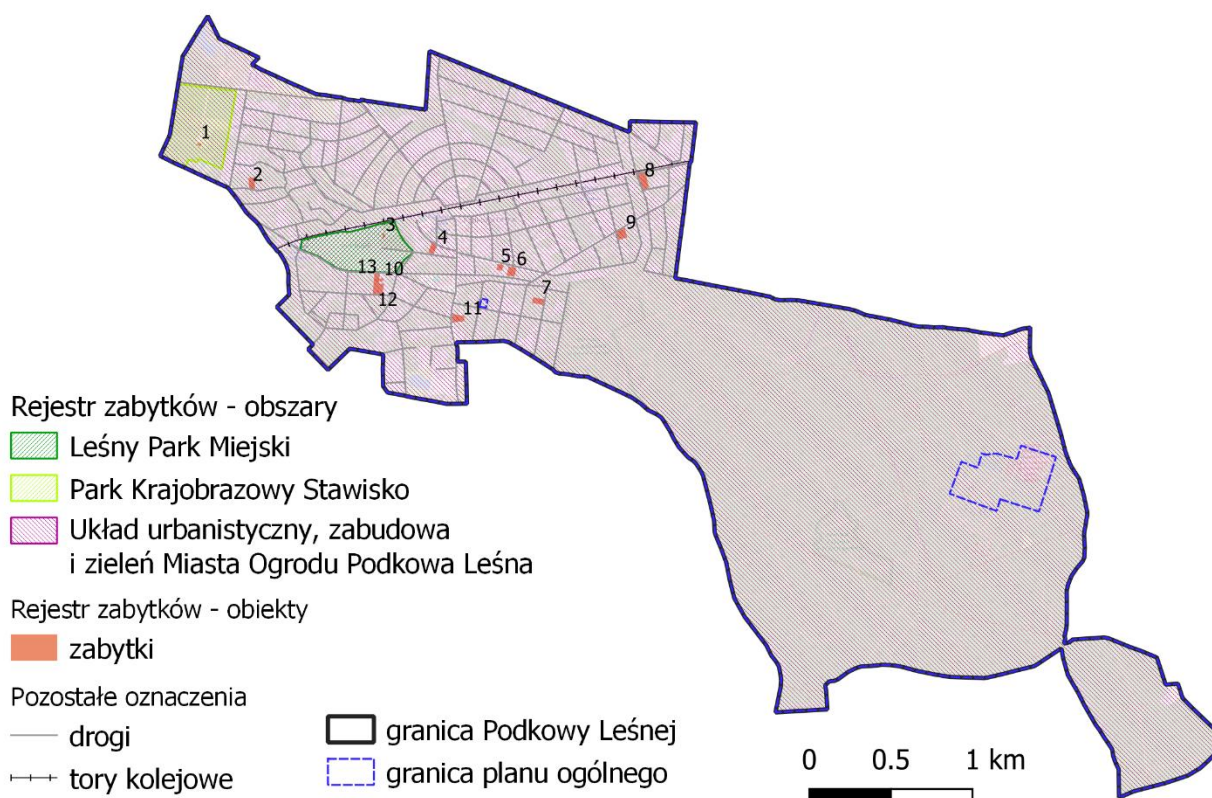 1
2
3
4
5
6
7
8
9
13
10
12
11
Rejestr zabytków - obszary
Leśny Park Miejski
Park Krajobrazowy Stawisko
Układ urbanistyczny, zabudowa
i zieleń Miasta Ogrodu Podkowa Leśna
Rejestr zabytków - obiekty
zabytki
Pozostałe oznaczenia
drogi
tory kolejowe
granica Podkowy Leśnej
granica planu ogólnego
0 0.5 1 km